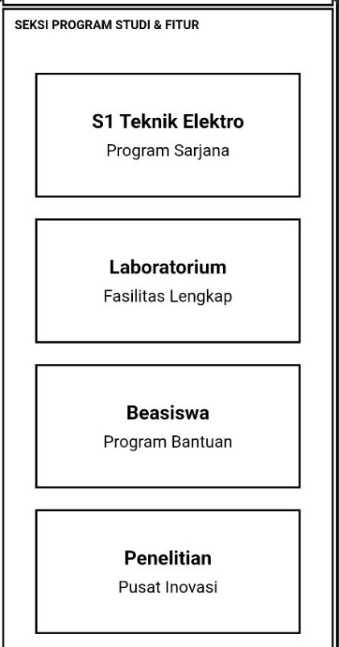 SEKSI PROGRAM STUDI & FITUR
S1 Teknik Elektro
Program Sarjana
Laboratorium
Fasilitas Lengkap
Beasiswa
Program Bantuan
Penelitian
Pusat Inovasi